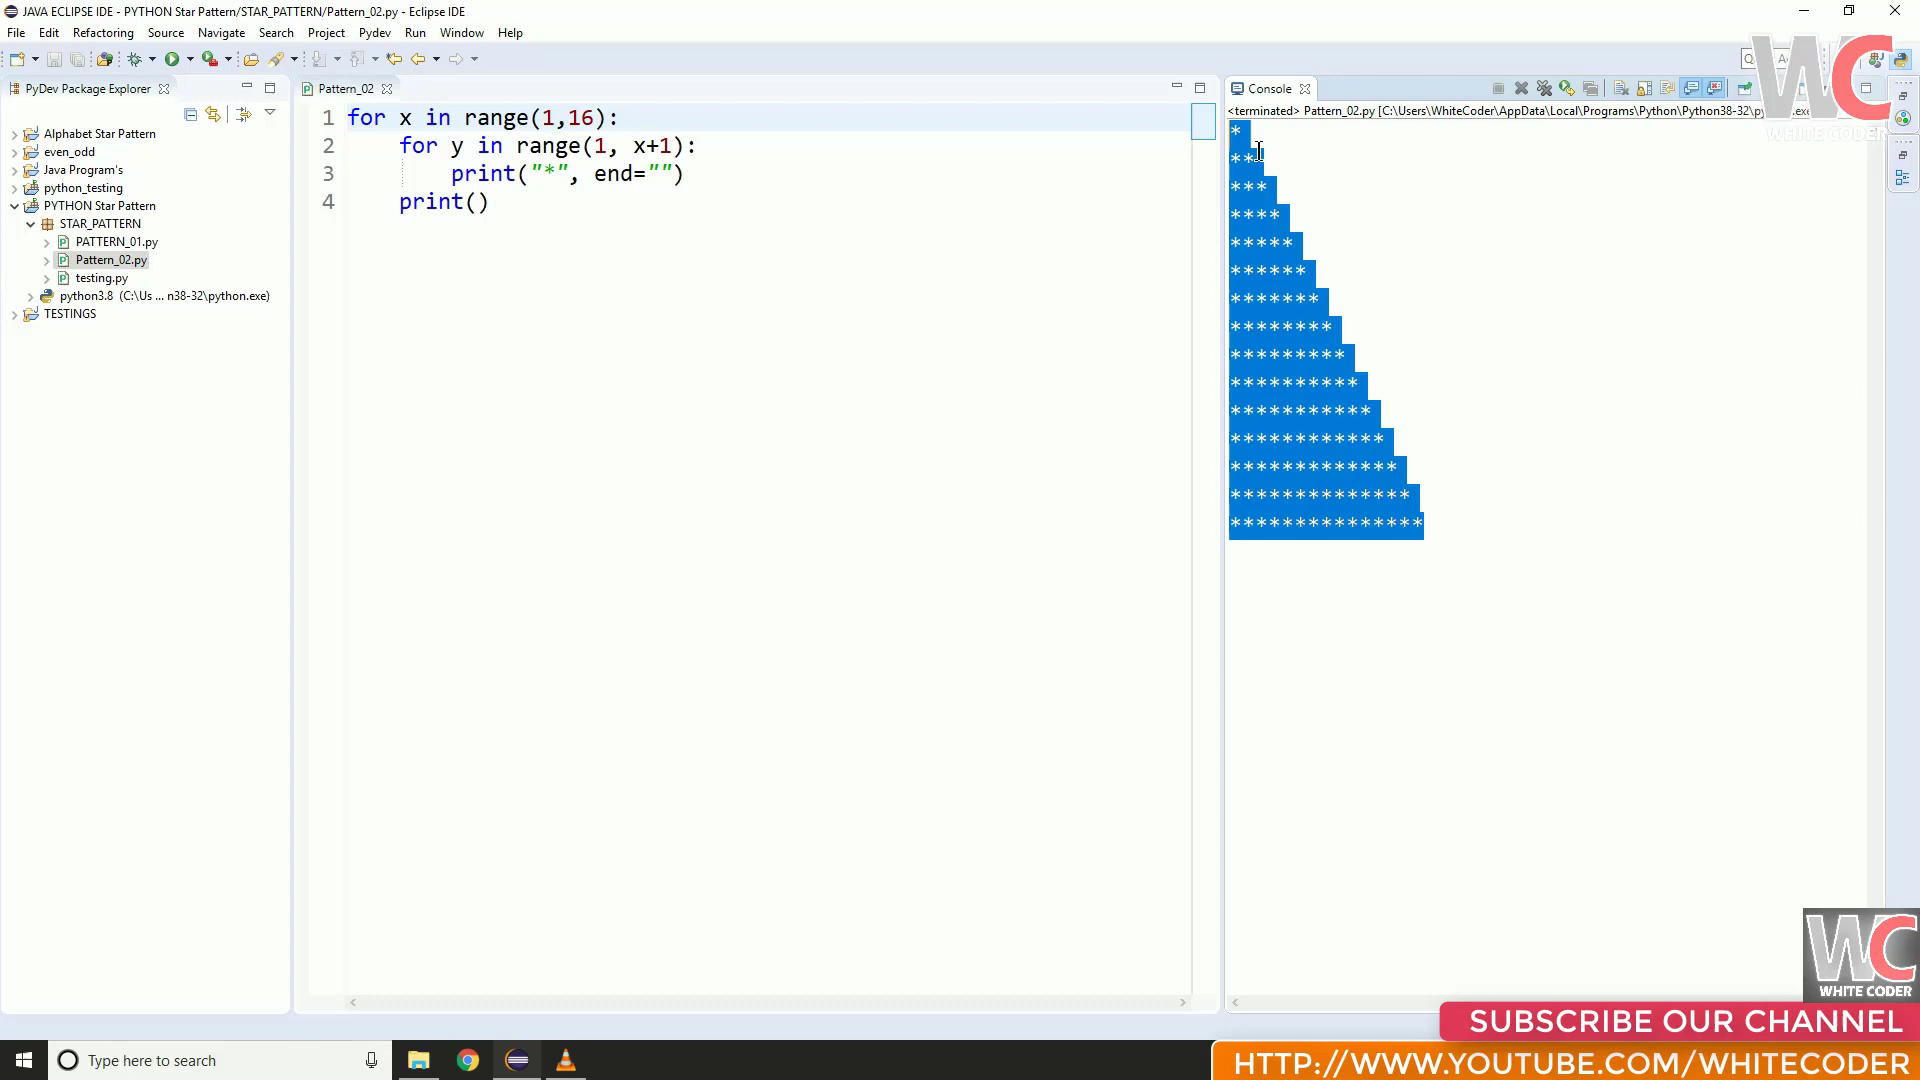 JAVA ECLIPSE IDE - PYTHON Star Pattern/STAR_PATTERN/Pattern_02.py - Eclipse IDE
File Edit Refactoring Source Navigate Search Project Pydev Run Window Help
WC
WHITE CODER
PyDev Package Explorer
Alphabet Star Pattern
even_odd
Java Program's
python_testing
PYTHON Star Pattern
STAR_PATTERN
PATTERN_01.py
Pattern_02.py
testing.py
python3.8 (C:\Us ... n38-32\python.exe)
TESTINGS
Pattern_02
1 for x in range(1,16):
2 for y in range(1, x+1):
3 print("*", end="")
4 print()
Console
<terminated> Pattern_02.py [C:\Users\WhiteCoder\AppData\Local\Programs\Python\Python38-32\
*
**
***
****
*****
******
*******
********
*********
**********
***********
************
*************
**************
***************
WC
WHITE CODER
SUBSCRIBE OUR CHANNEL
HTTP://WWW.YOUTUBE.COM/WHITECODER
Type here to search